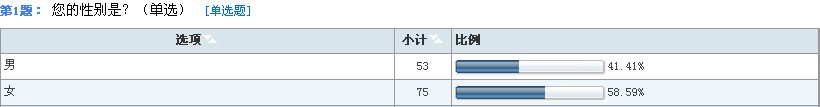 第1题： 您的性别是？（单选） [单选题]
选项 小计 比例
男 53 41.41%
女 75 58.59%